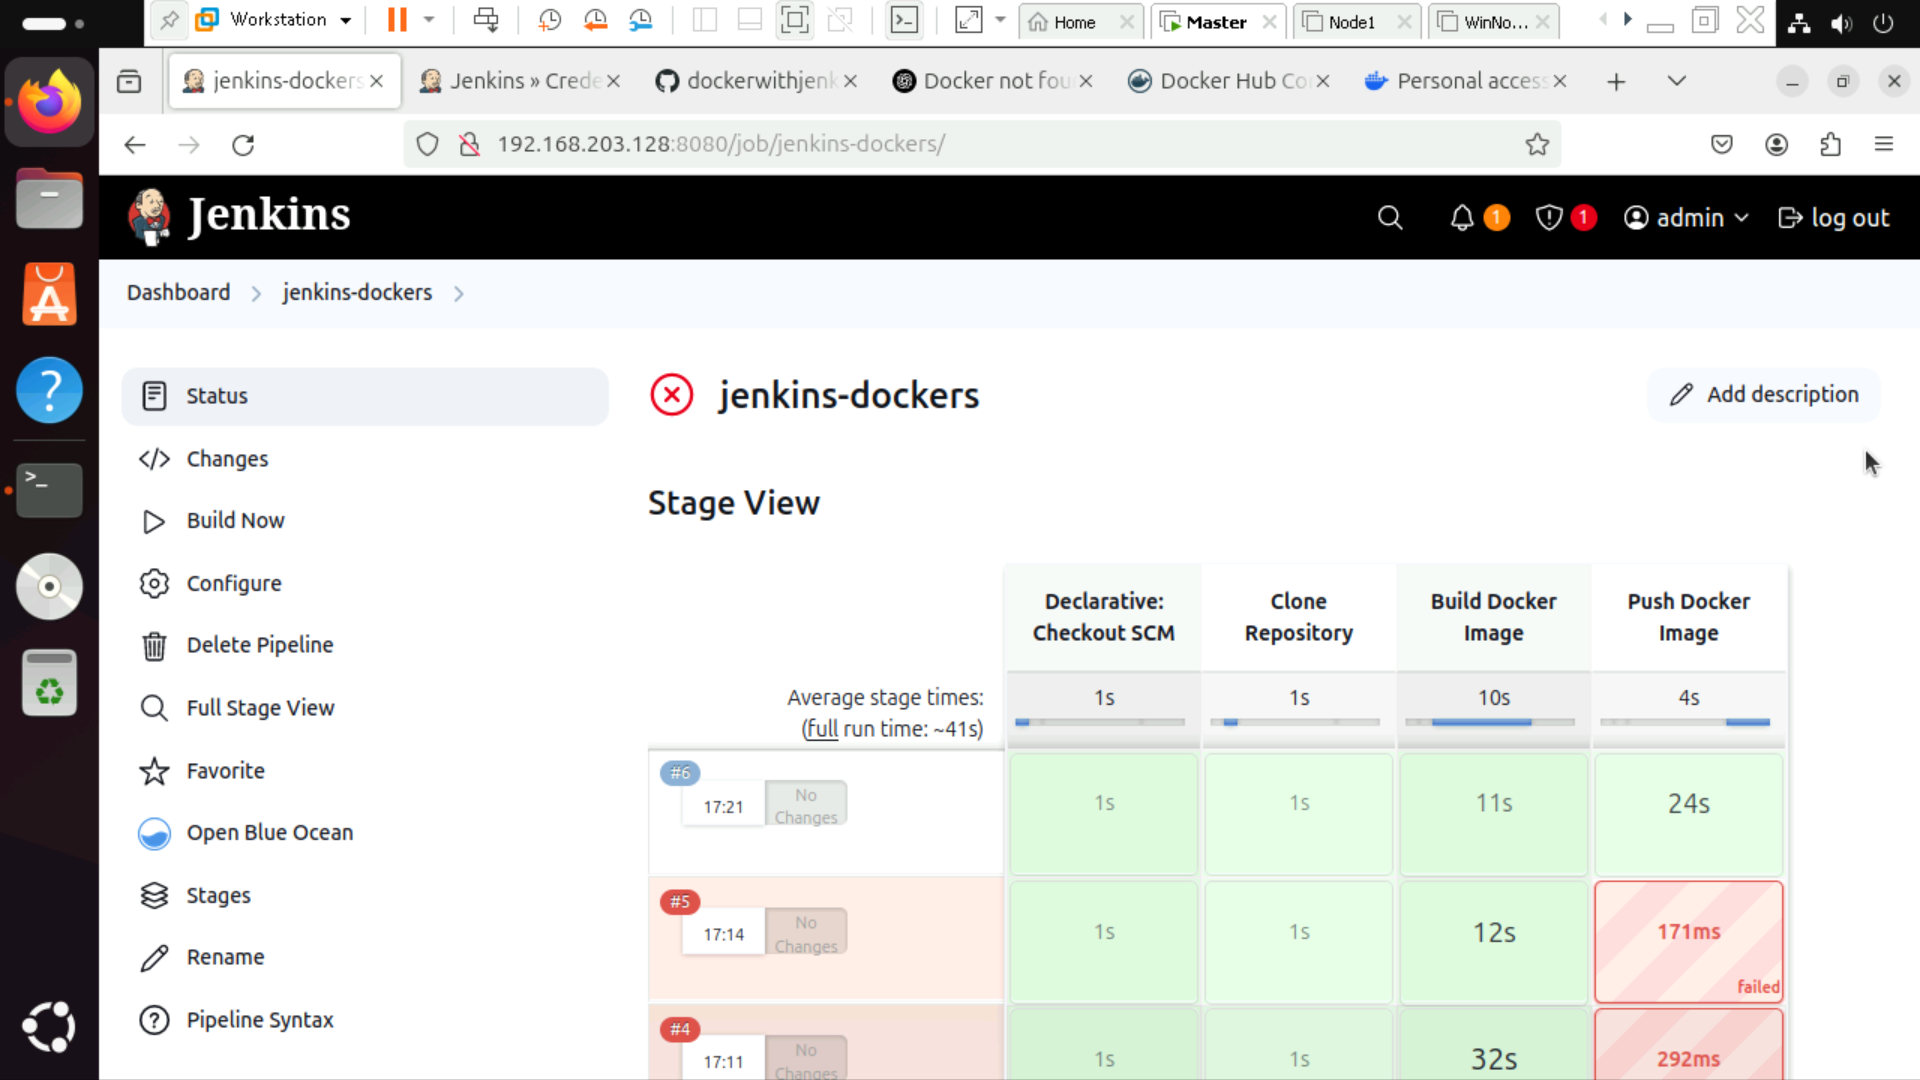 Workstation
Home
Master
Node1
WinNo...
jenkins-dockers
Jenkins » Crede
dockerwithjenk
Docker not fou
Docker Hub Co
Personal access
192.168.203.128:8080/job/jenkins-dockers/
Jenkins
1
1
admin
log out
Dashboard
jenkins-dockers
Status
Changes
Build Now
Configure
Delete Pipeline
Full Stage View
Favorite
Open Blue Ocean
Stages
Rename
Pipeline Syntax
jenkins-dockers
Add description
Stage View
Declarative:
Checkout SCM
Clone
Repository
Build Docker
Image
Push Docker
Image
Average stage times:
(full run time: ~41s)
1s
1s
10s
4s
#6
17:21
No
Changes
1s
1s
11s
24s
#5
17:14
No
Changes
1s
1s
12s
171ms
failed
#4
17:11
No
Changes
1s
1s
32s
292ms